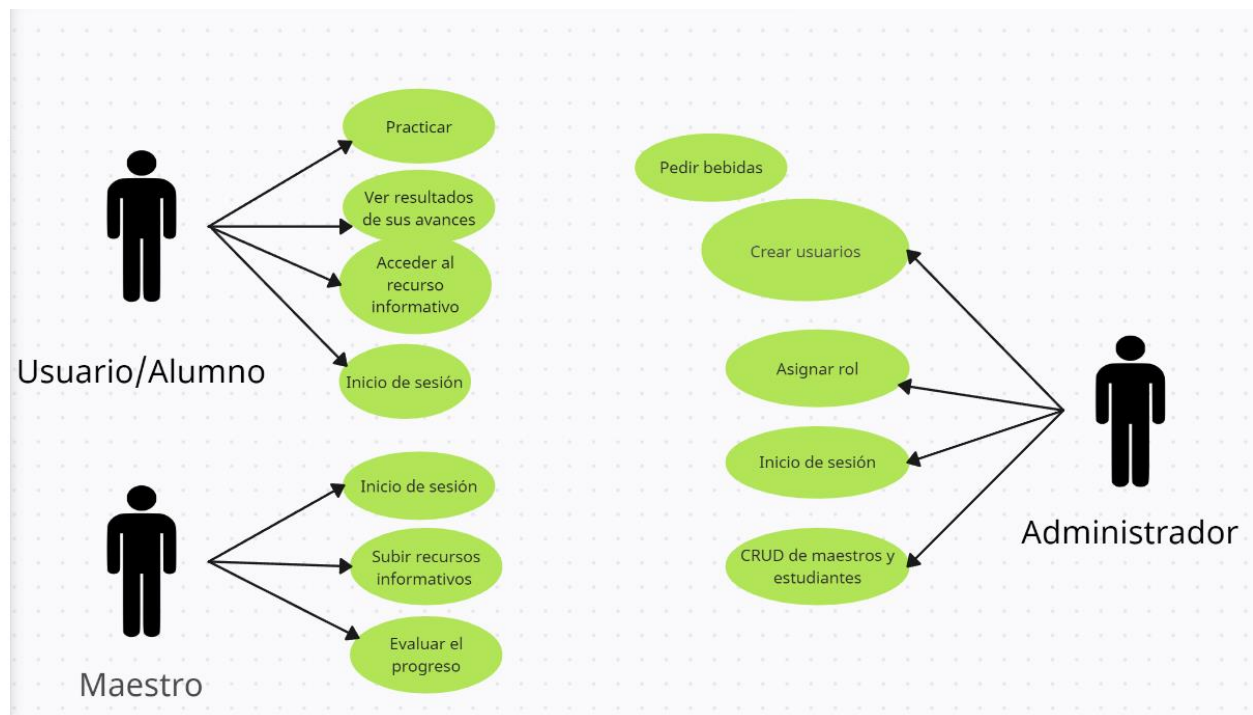 Practicar
Ver resultados
de sus avances
Acceder al
recurso
informativo
Inicio de sesión
Usuario/Alumno
Inicio de sesión
Subir recursos
informativos
Evaluar el
progreso
Maestro
Pedir bebidas
Crear usuarios
Asignar rol
Inicio de sesión
CRUD de maestros y
estudiantes
Administrador